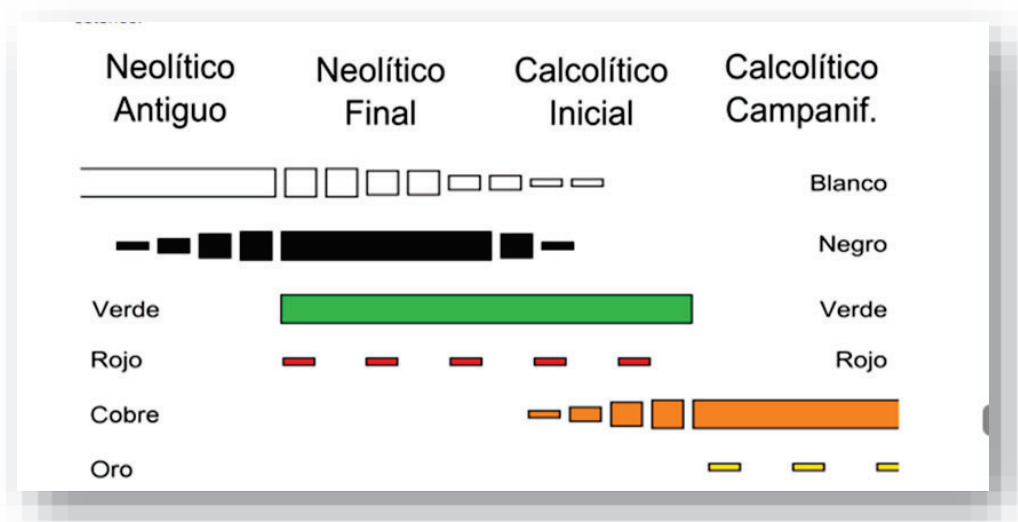 Neolítico
Antiguo
Neolítico
Final
Calcolítico
Inicial
Calcolítico
Campanif.
Blanco
Negro
Verde
Verde
Rojo
Rojo
Cobre
Oro